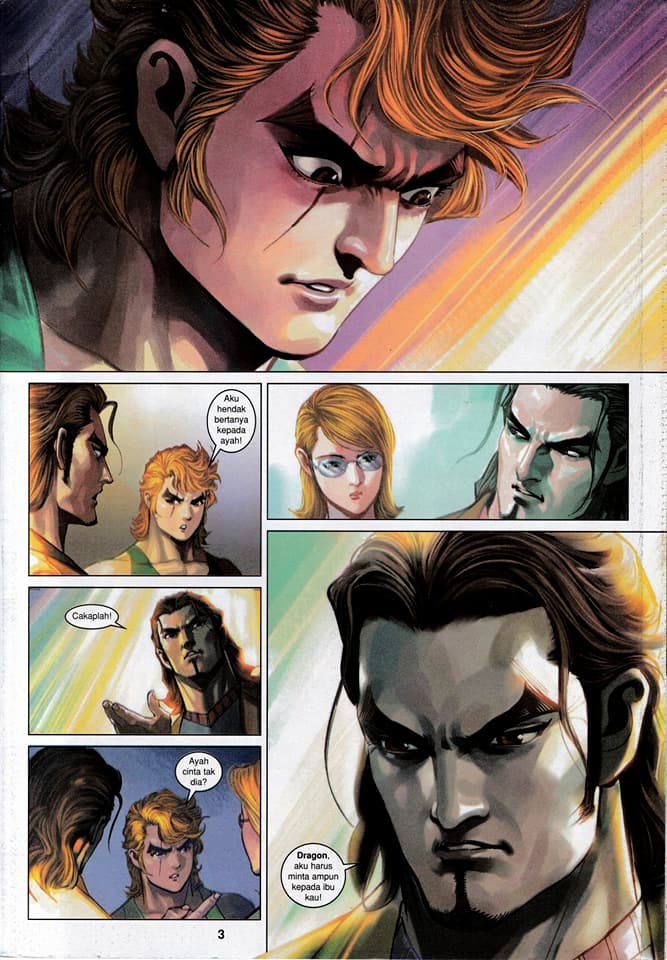 Aku
hendak
bertanya
kepada
ayah!
Cakaplah!
Ayah
cinta tak
dia?
Dragon,
aku harus
minta ampun
kepada ibu
kau!
3